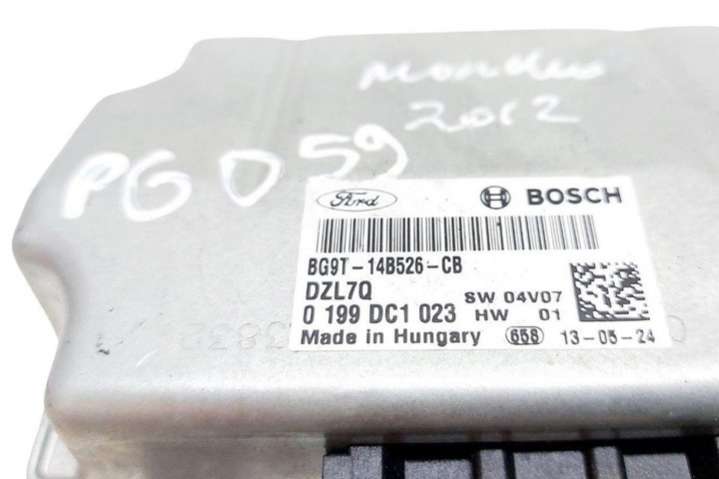 Mondeo
2012
PGD59
Ford BOSCH
BG9T-14B526-CB
DZL7Q SW 04V07
0 199 DC1 023 HW 01
Made in Hungary 658 13-05-24